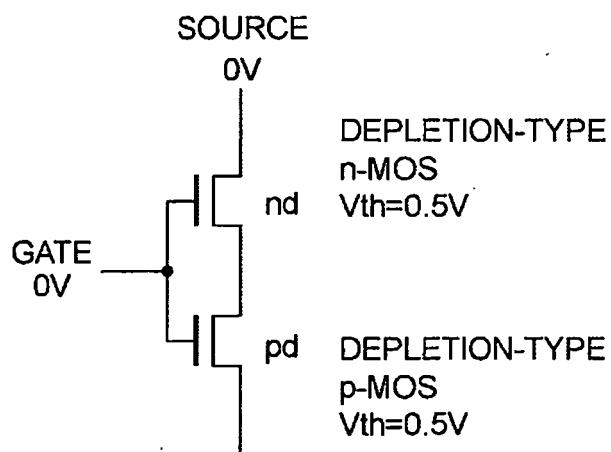 SOURCE
0V
DEPLETION-TYPE
n-MOS
Vth=0.5V
nd
GATE
0V
pd
DEPLETION-TYPE
p-MOS
Vth=0.5V